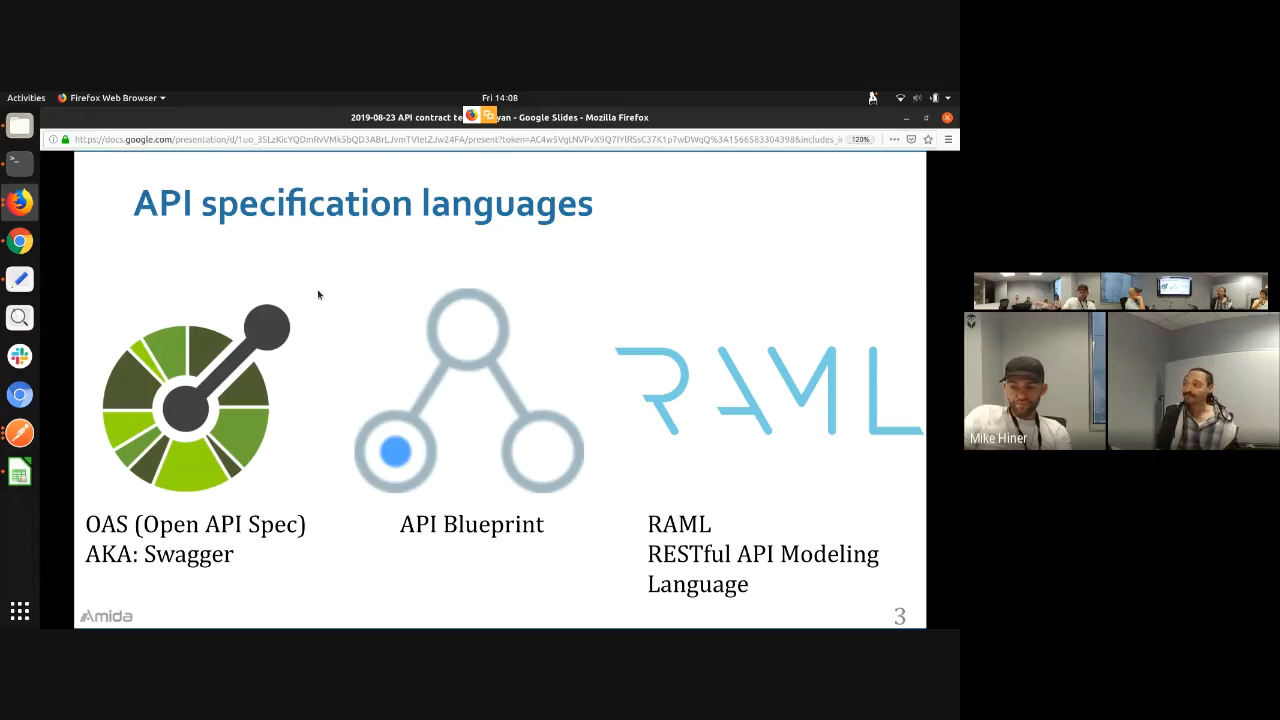 Activities
Firefox Web Browser
Fri 14:08
2019-08-23 API contract te
yan - Google Slides - Mozilla Firefox
120%
API specification languages
RAML
OAS (Open API Spec)
AKA: Swagger
API Blueprint
RAML
RESTful API Modeling
Language
Amida
3
Mike Hiner